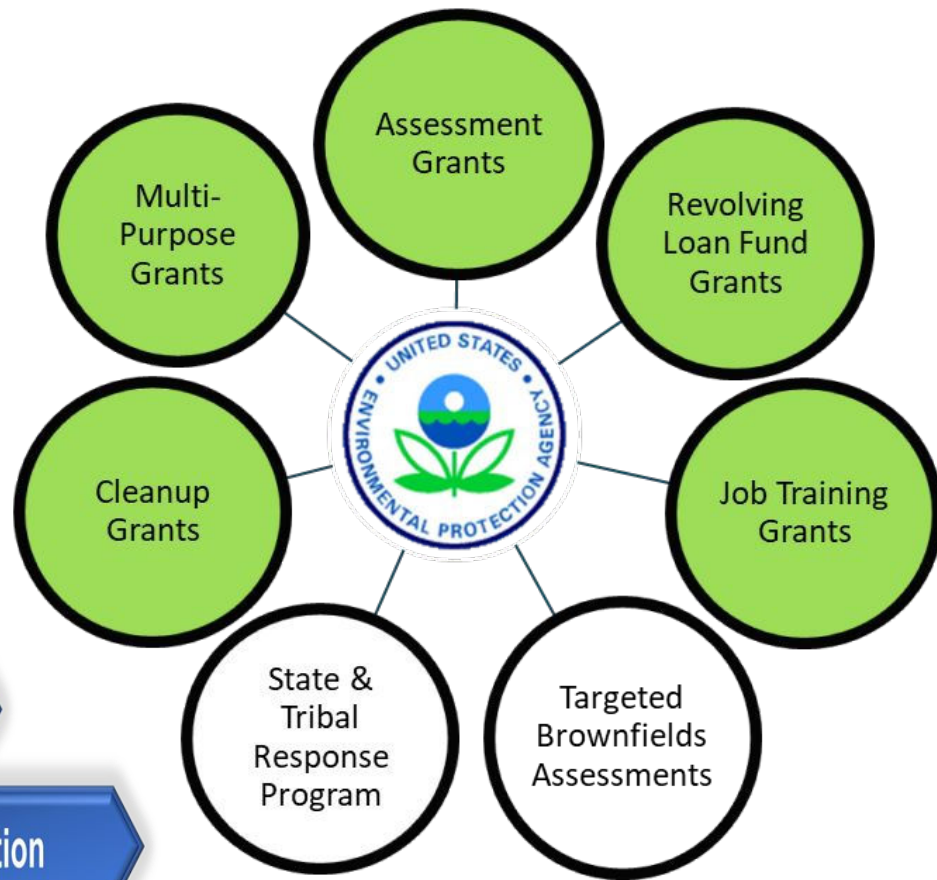 Assessment
Grants
Multi-
Purpose
Grants
Revolving
Loan Fund
Grants
UNITED STATES
ENVIRONMENTAL PROTECTION AGENCY
Cleanup
Grants
Job Training
Grants
State &
Tribal
Response
Program
Targeted
Brownfields
Assessments
tion